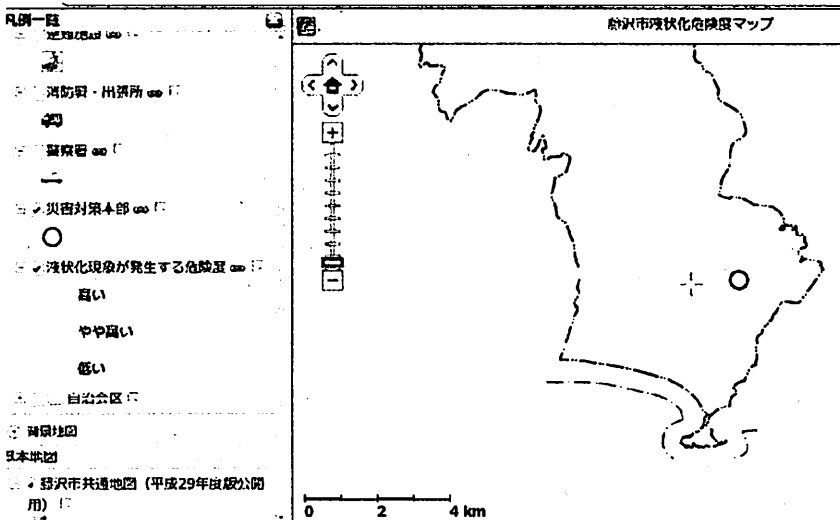 凡例一覧
藤沢市液状化危険度マップ
避難施設
消防署・出張所
警察署
災害対策本部
液状化現象が発生する危険度
高い
やや高い
低い
自治会区
背景地図
基本地図
藤沢市共通地図（平成29年度版公開
用）
0 2 4 km